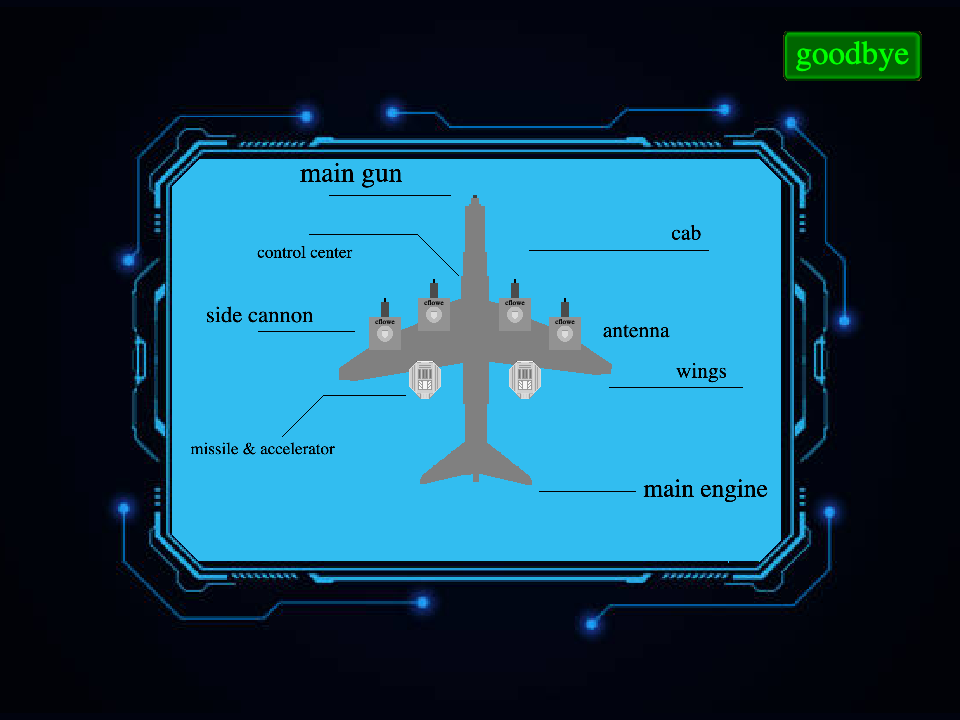 goodbye
main gun
cab
control center
cflowe
cflowe
side cannon
cflowe
cflowe
antenna
wings
missile & accelerator
main engine